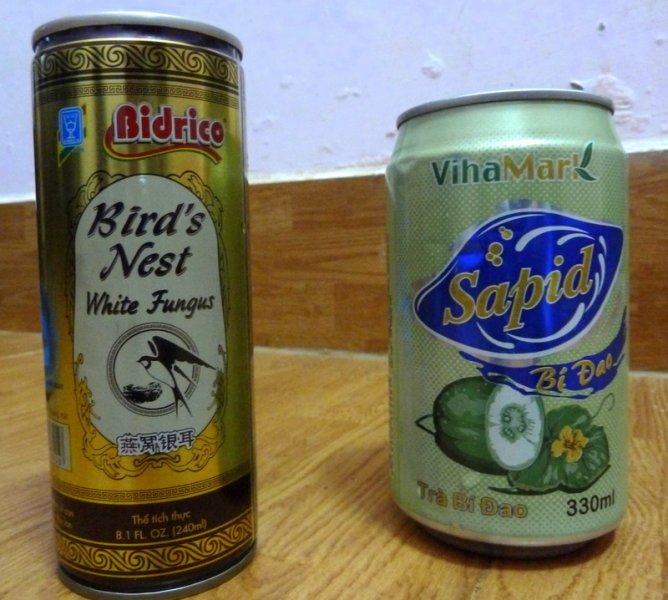 Bidrico
Bird's
Nest
White Fungus
燕窝银耳
Thể tích thực
8.1 FL. OZ. (240ml)
VihaMark
Sapid
Bí Đao
Trà Bí Đao
330ml